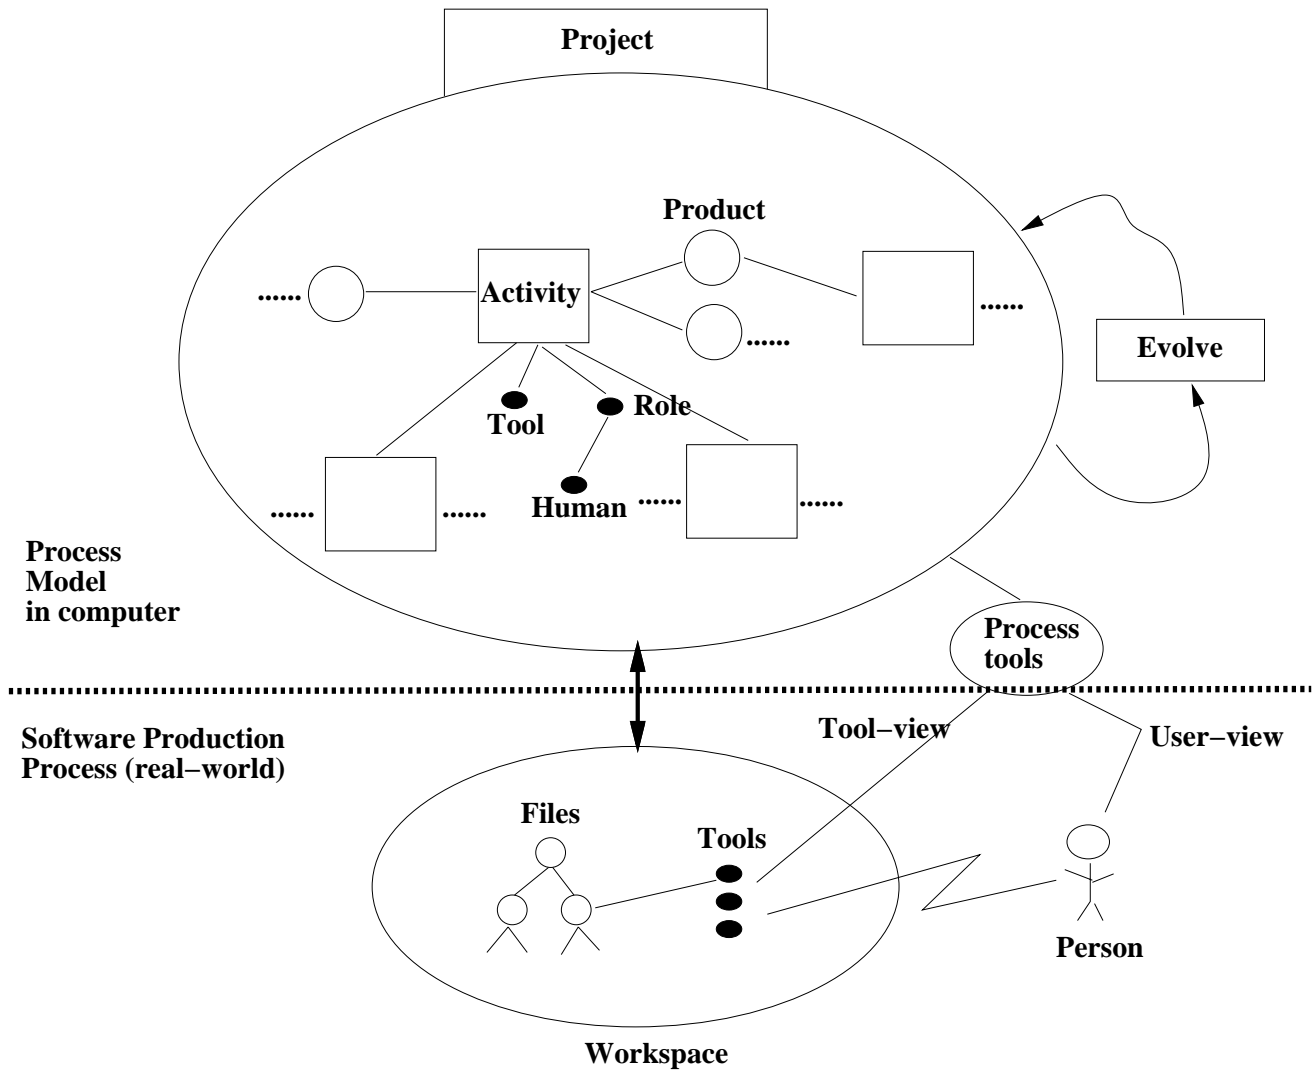 Project
Product
...... Activity ......
...... Evolve
Tool Role
...... ...... Human ...... ......
Process
Model
in computer
Process
tools
Software Production
Process (real–world)
Tool–view User–view
Files
Tools
Person
Workspace